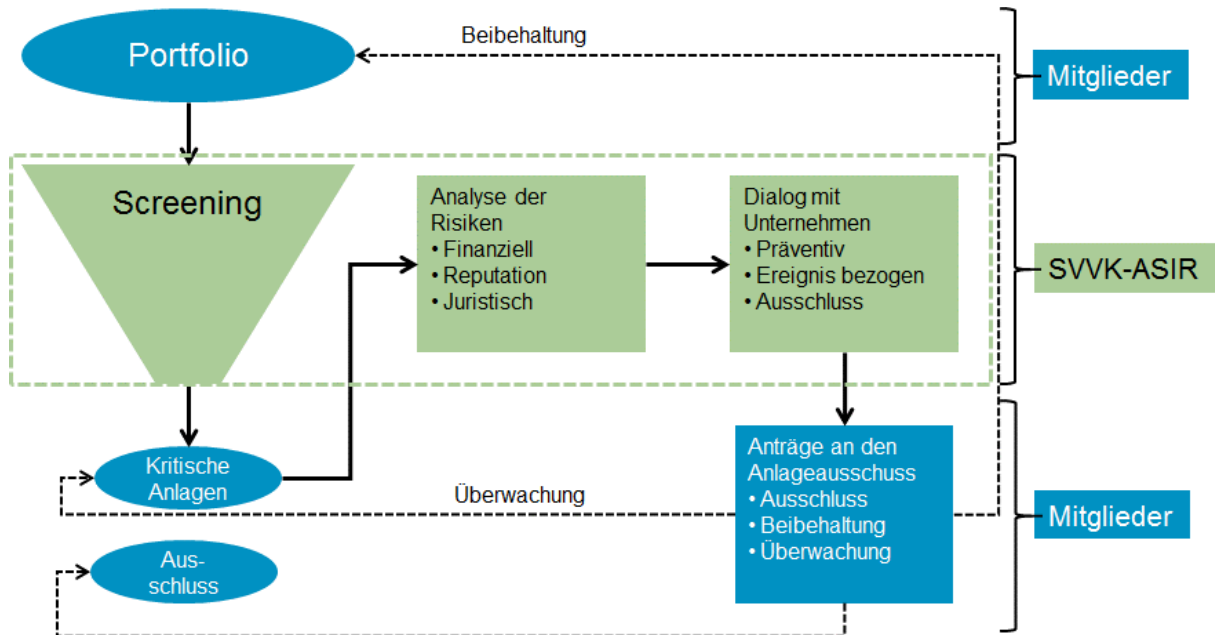 Beibehaltung
Portfolio
Mitglieder
Screening
Analyse der
Risiken
• Finanziell
• Reputation
• Juristisch
Dialog mit
Unternehmen
• Präventiv
• Ereignis bezogen
• Ausschluss
SVVK-ASIR
Kritische
Anlagen
Überwachung
Anträge an den
Anlageausschuss
• Ausschluss
• Beibehaltung
• Überwachung
Mitglieder
Aus-
schluss